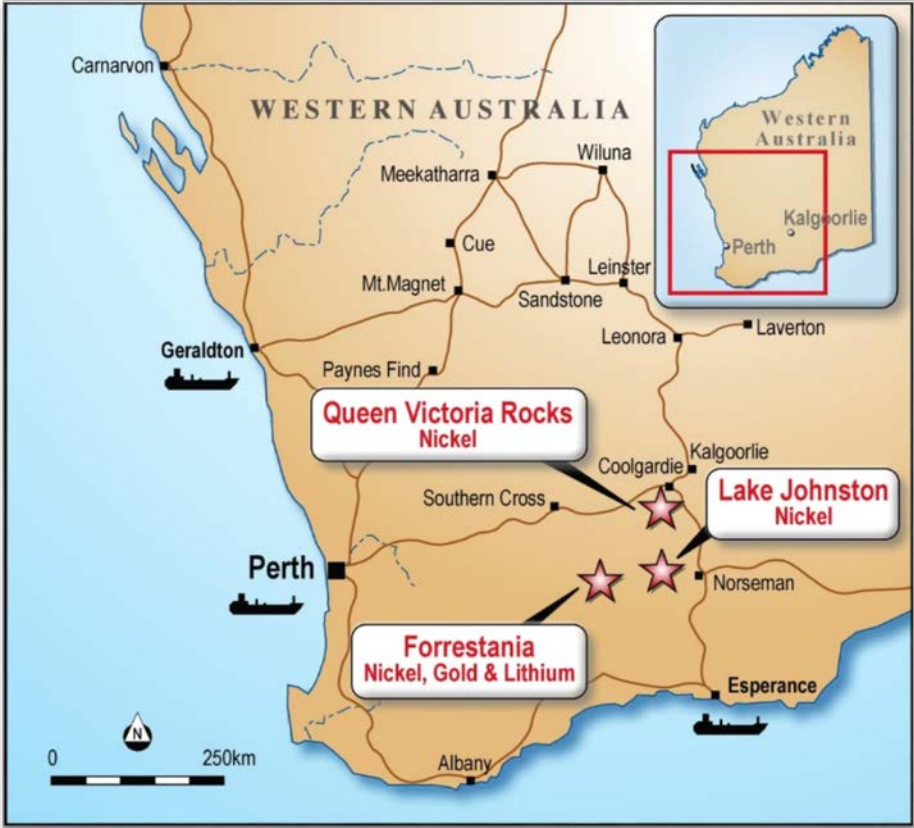 Carnarvon
WESTERN AUSTRALIA
Western
Australia
Kalgoorlie
Perth
Wiluna
Meekatharra
Cue
Leinster
Mt.Magnet
Sandstone
Leonora
Laverton
Geraldton
Paynes Find
Queen Victoria Rocks
Nickel
Kalgoorlie
Coolgardie
Southern Cross
Lake Johnston
Nickel
Perth
Norseman
Forrestania
Nickel, Gold & Lithium
Esperance
N
0 250km
Albany